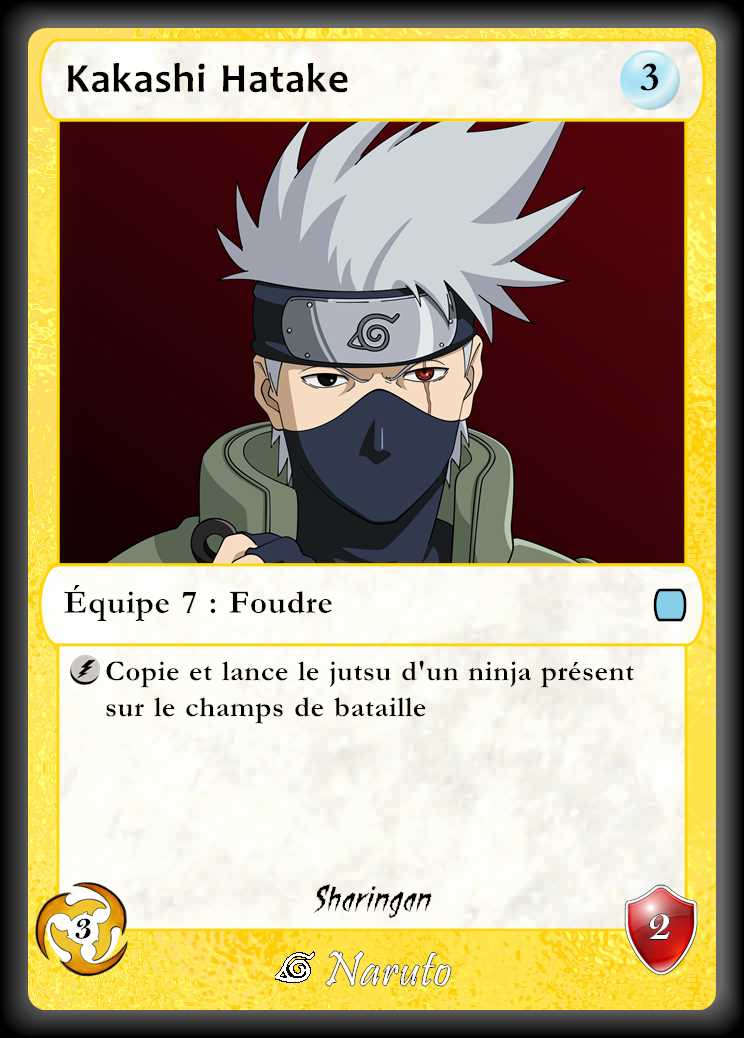 Kakashi Hatake
3
Équipe 7 : Foudre
Copie et lance le jutsu d'un ninja présent
sur le champs de bataille
Sharingan
3
2
Naruto